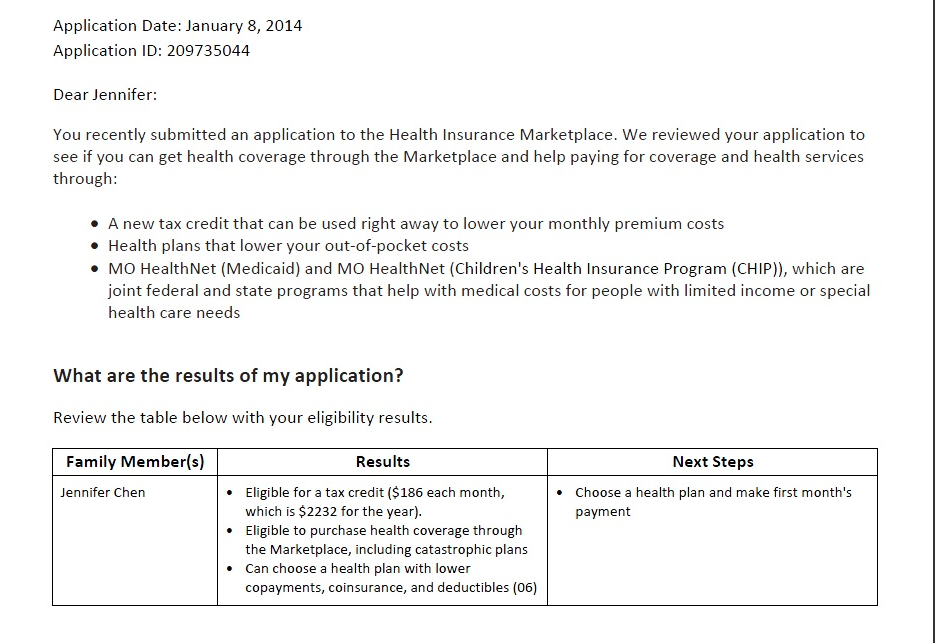 Application Date: January 8, 2014
Application ID: 209735044
Dear Jennifer:
You recently submitted an application to the Health Insurance Marketplace. We reviewed your application to
see if you can get health coverage through the Marketplace and help paying for coverage and health services
through:
• A new tax credit that can be used right away to lower your monthly premium costs
• Health plans that lower your out-of-pocket costs
• MO HealthNet (Medicaid) and MO HealthNet (Children's Health Insurance Program (CHIP)), which are
joint federal and state programs that help with medical costs for people with limited income or special
health care needs
What are the results of my application?
Review the table below with your eligibility results.
Family Member(s) Results Next Steps
Jennifer Chen
• Eligible for a tax credit ($186 each month,
which is $2232 for the year).
• Eligible to purchase health coverage through
the Marketplace, including catastrophic plans
• Can choose a health plan with lower
copayments, coinsurance, and deductibles (06)
• Choose a health plan and make first month's
payment